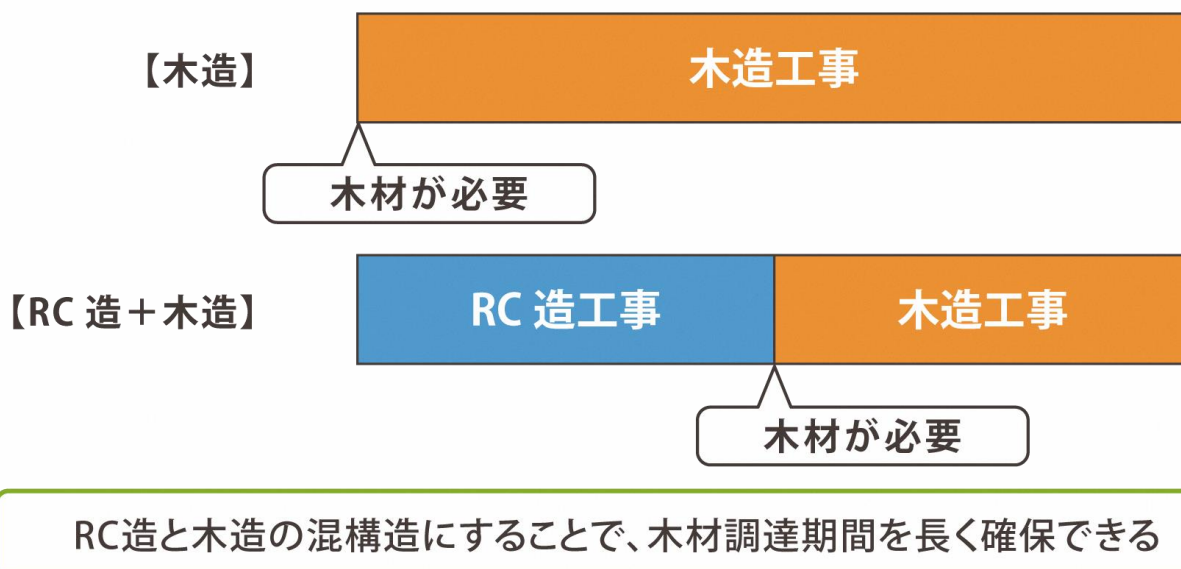 【木造】
木造工事
木材が必要
【RC 造＋木造】
RC 造工事
木造工事
木材が必要
RC造と木造の混構造にすることで、木材調達期間を長く確保できる